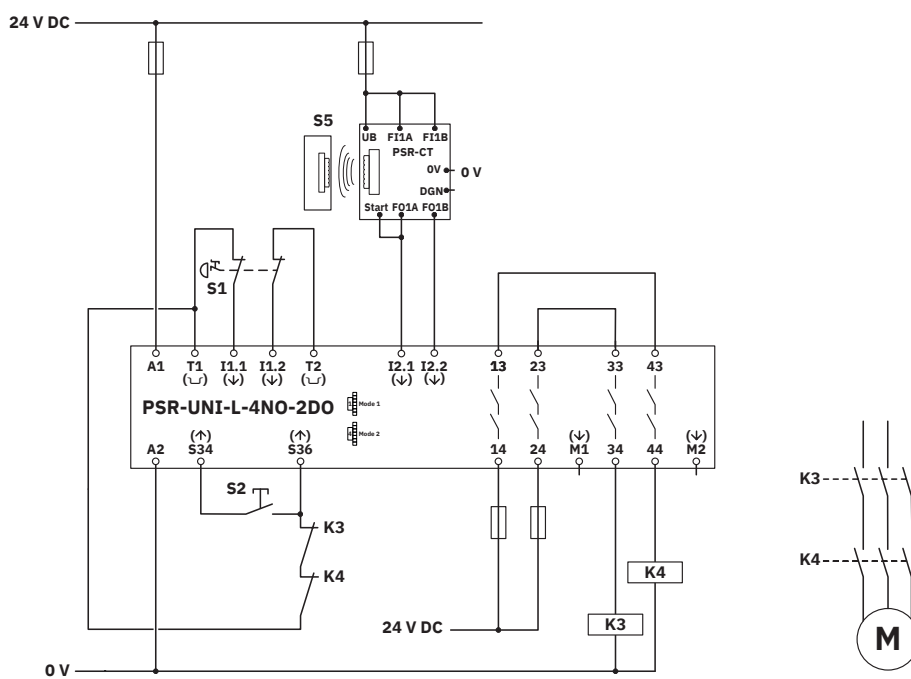 24 V DC
S5
UB FI1A FI1B
PSR-CT
0V 0 V
DGN
Start FO1A FO1B
S1
A1 T1 I1.1 I1.2 T2 I2.1 I2.2 13 23 33 43
(⎵) (↓) (↓) (⎵) (↓) (↓)
PSR-UNI-L-4NO-2DO
1 Mode 1
4 Mode 2
(↑) (↑) (↓) (↓)
A2 S34 S36 14 24 M1 34 44 M2
S2
K3
K4
K3
K4
K4
K3
24 V DC
M
0 V